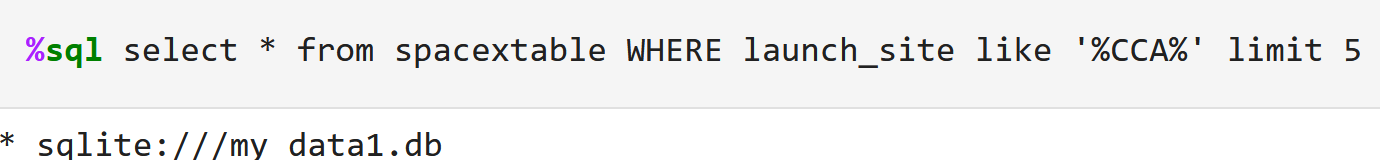 %sql select * from spacextable WHERE launch_site like '%CCA%' limit 5
* sqlite:///my_data1.db